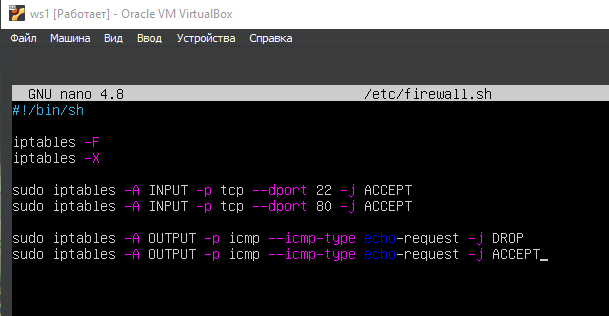 ws1 [Работает] - Oracle VM VirtualBox
Файл Машина Вид Ввод Устройства Справка
GNU nano 4.8 /etc/firewall.sh
#!/bin/sh
iptables -F
iptables -X
sudo iptables -A INPUT -p tcp --dport 22 -j ACCEPT
sudo iptables -A INPUT -p tcp --dport 80 -j ACCEPT
sudo iptables -A OUTPUT -p icmp --icmp-type echo-request -j DROP
sudo iptables -A OUTPUT -p icmp --icmp-type echo-request -j ACCEPT